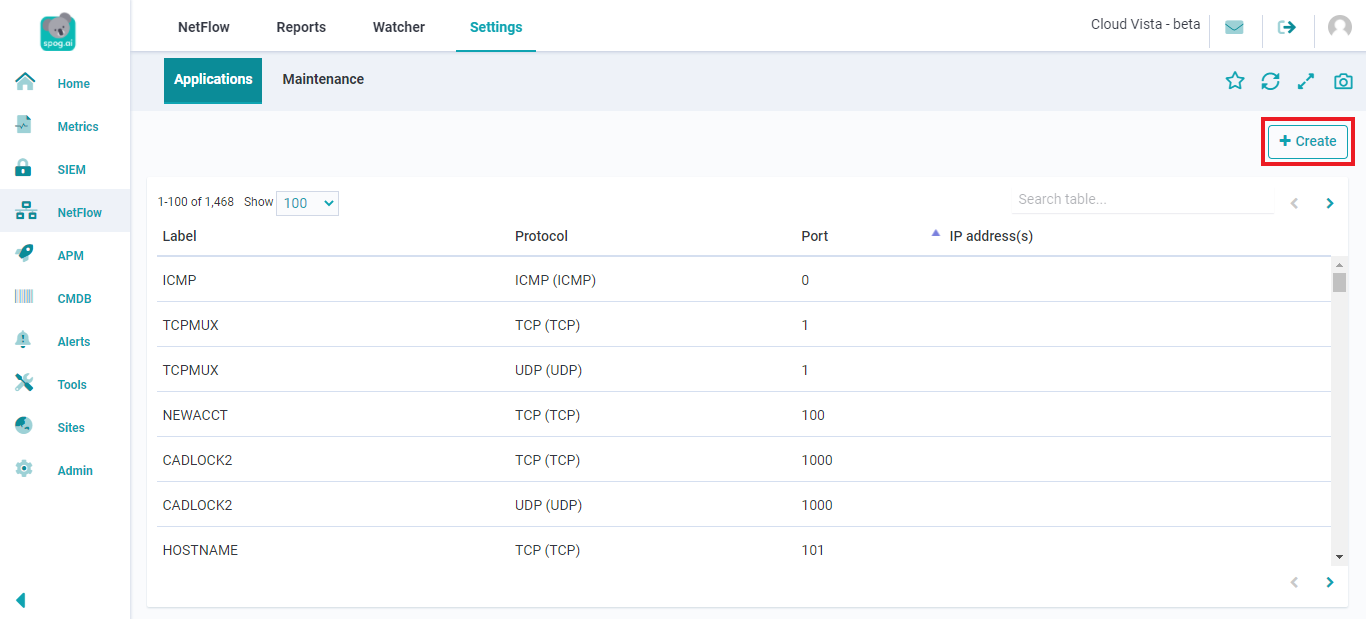 spog.ai
NetFlow Reports Watcher Settings Cloud Vista - beta
Home
Metrics
SIEM
NetFlow
APM
CMDB
Alerts
Tools
Sites
Admin
Applications Maintenance
+ Create
1-100 of 1,468 Show 100 Search table...
Label Protocol Port IP address(s)
ICMP ICMP (ICMP) 0
TCPMUX TCP (TCP) 1
TCPMUX UDP (UDP) 1
NEWACCT TCP (TCP) 100
CADLOCK2 TCP (TCP) 1000
CADLOCK2 UDP (UDP) 1000
HOSTNAME TCP (TCP) 101